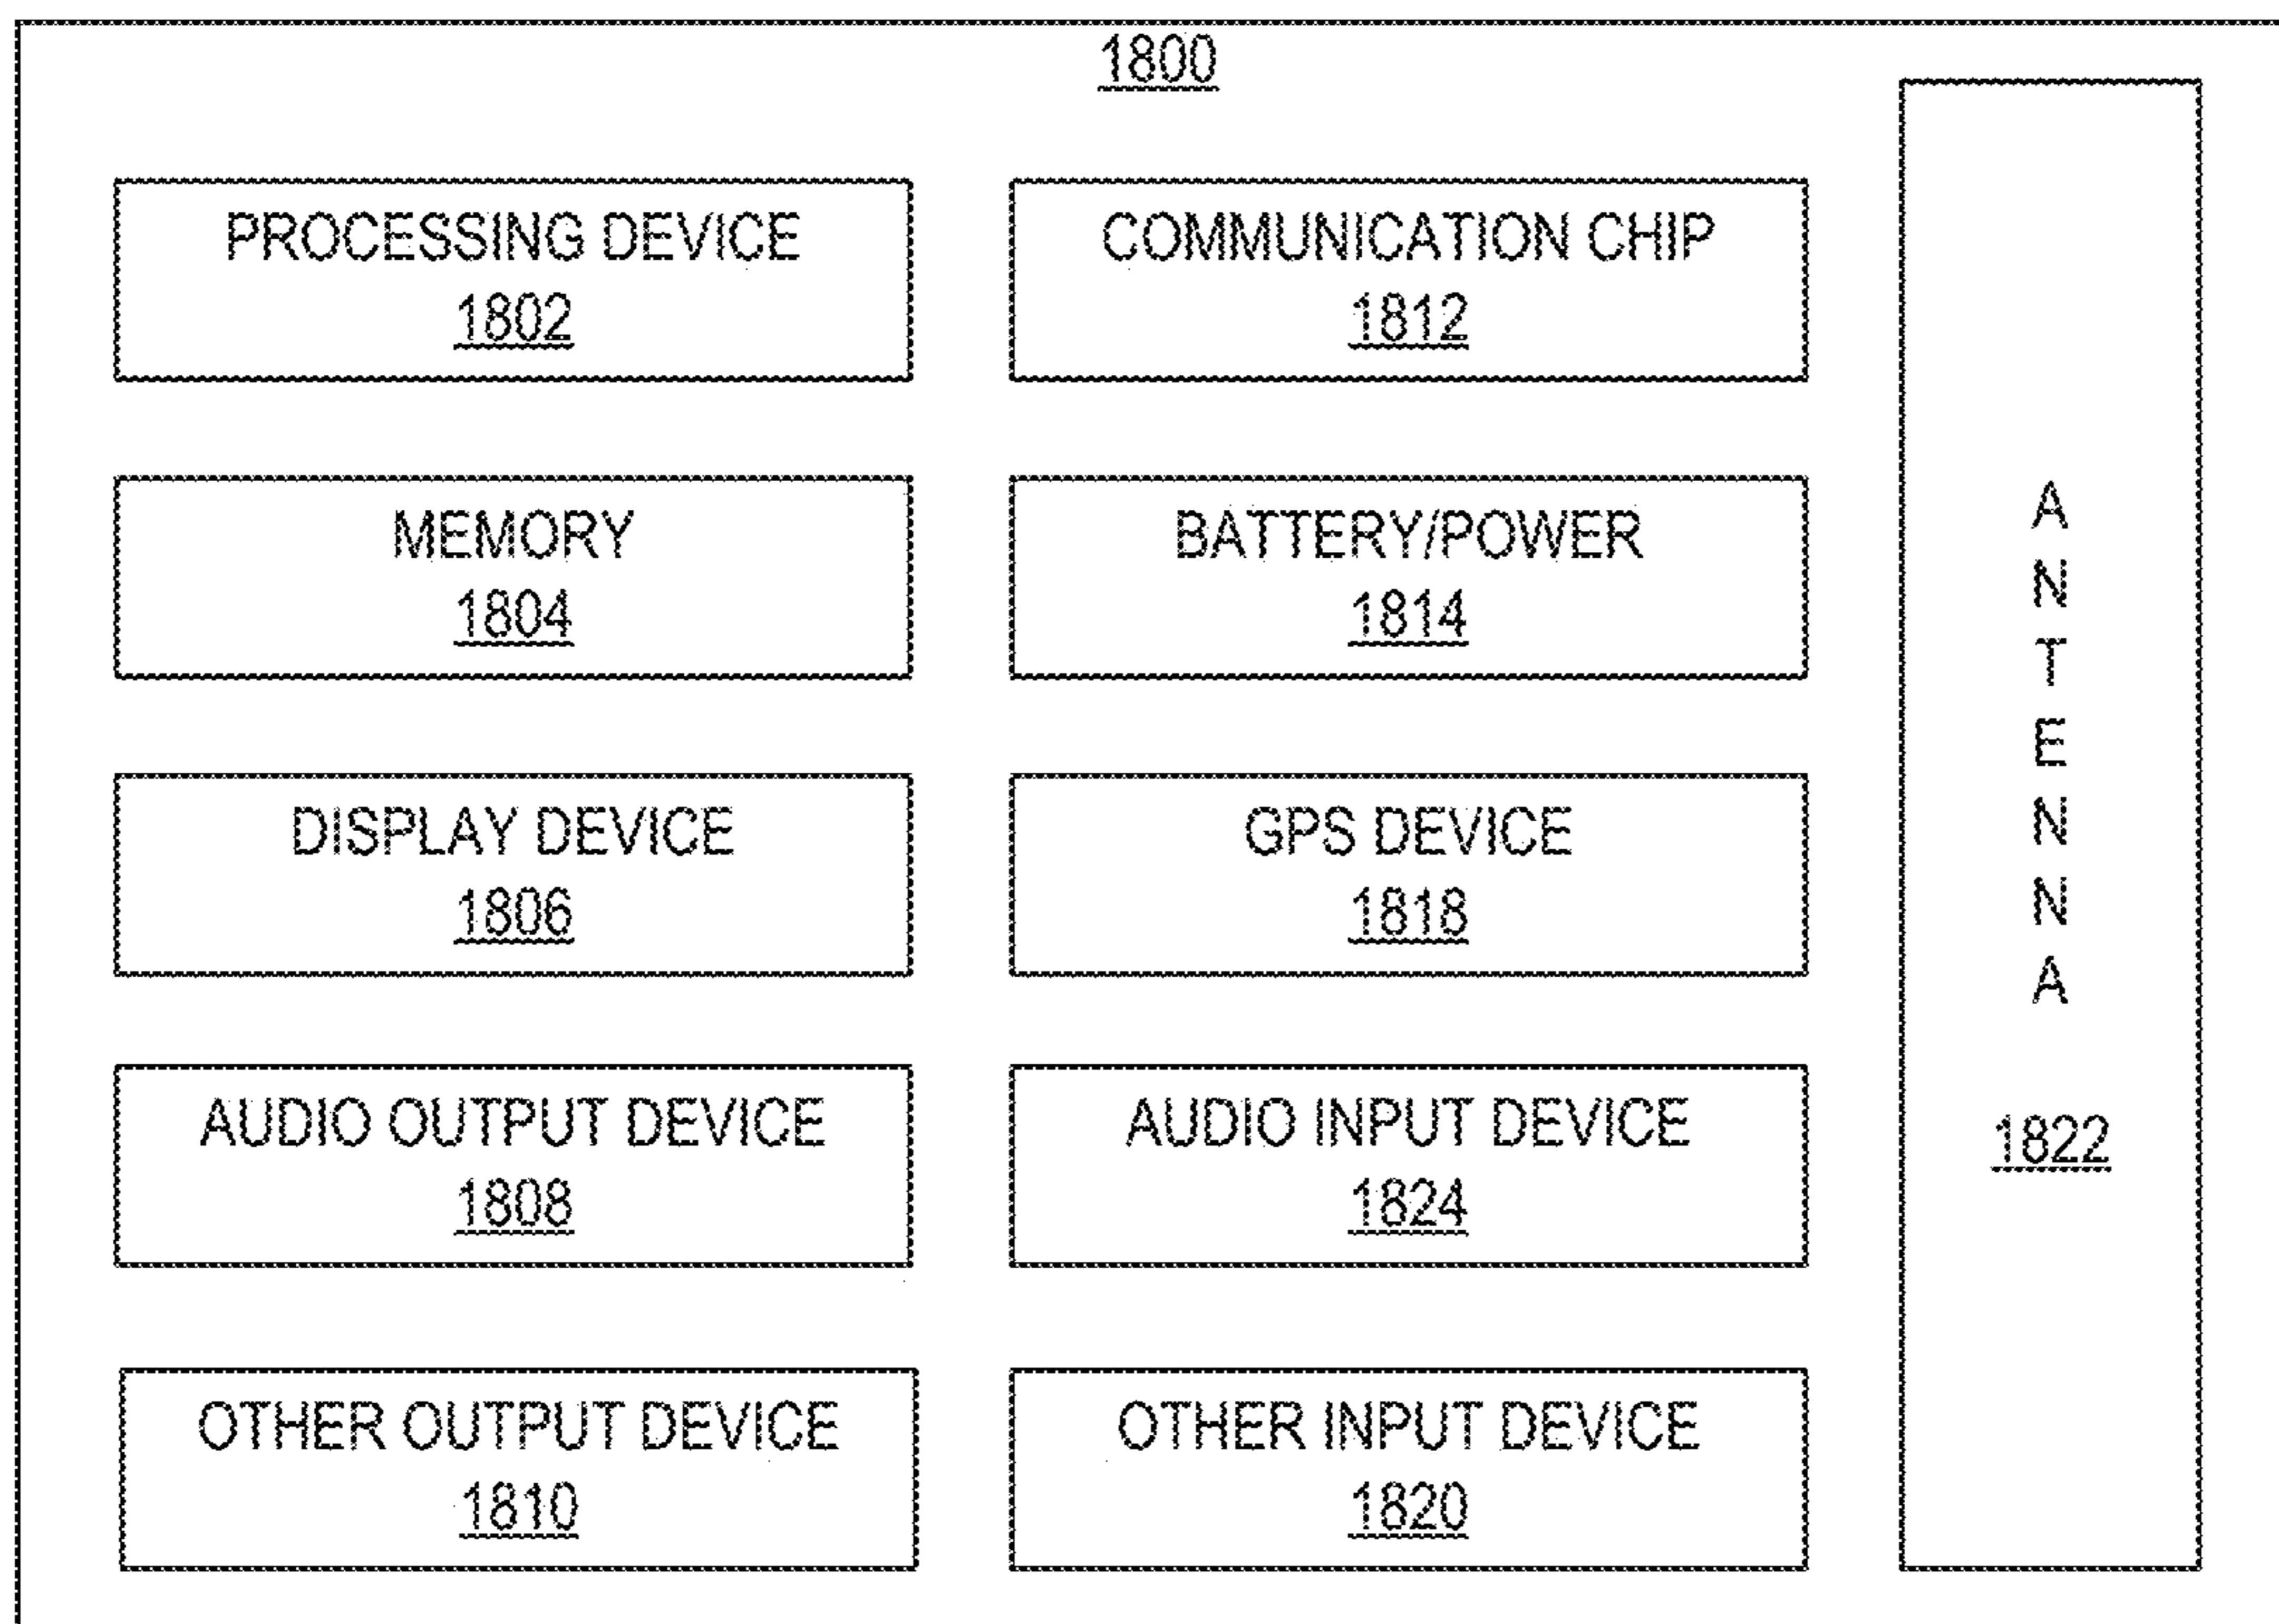 1800
PROCESSING DEVICE
1802
COMMUNICATION CHIP
1812
MEMORY
1804
BATTERY/POWER
1814
DISPLAY DEVICE
1806
GPS DEVICE
1818
AUDIO OUTPUT DEVICE
1808
AUDIO INPUT DEVICE
1824
OTHER OUTPUT DEVICE
1810
OTHER INPUT DEVICE
1820
ANTENNA
1822